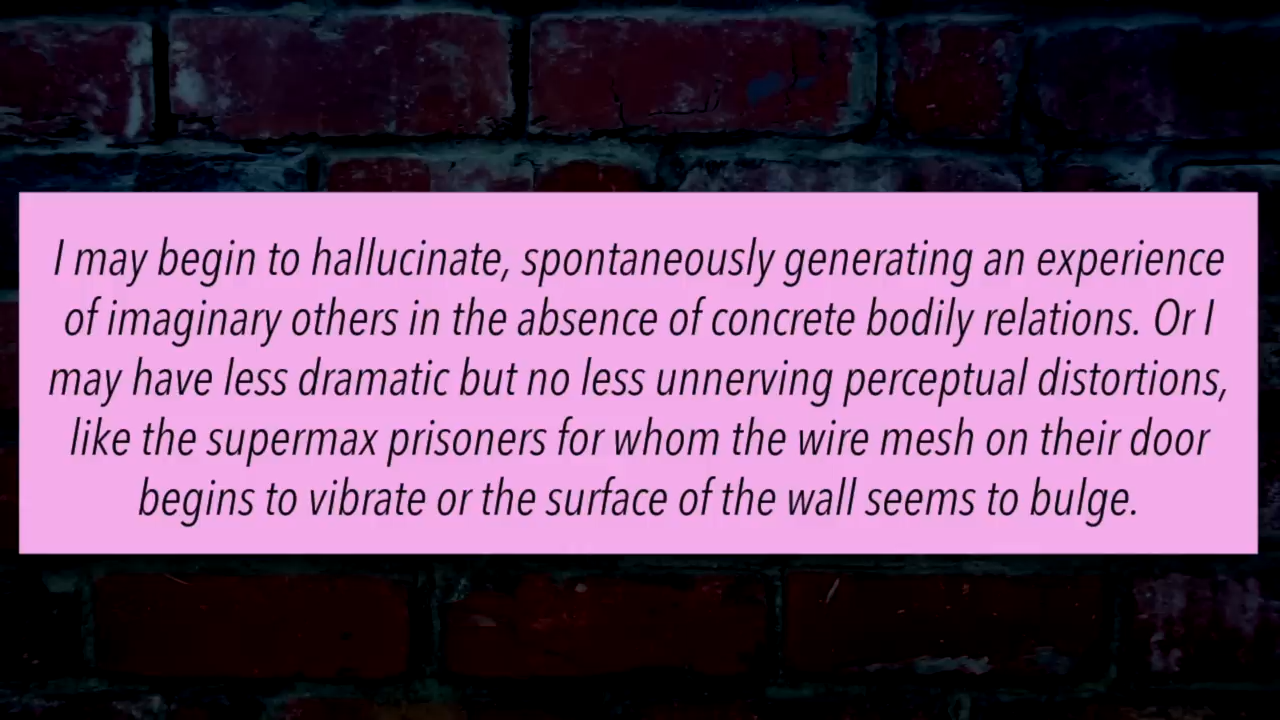 I may begin to hallucinate, spontaneously generating an experience
of imaginary others in the absence of concrete bodily relations. Or I
may have less dramatic but no less unnerving perceptual distortions,
like the supermax prisoners for whom the wire mesh on their door
begins to vibrate or the surface of the wall seems to bulge.